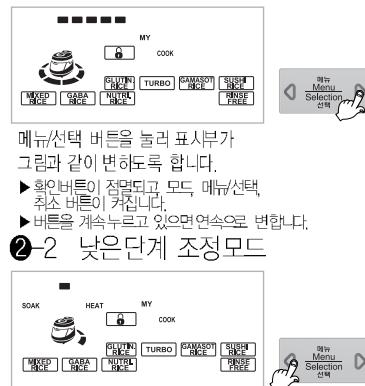 MY
COOK
GLUTIN. RICE TURBO GAMASOT RICE SUSHI RICE
MIXED RICE GABA RICE NUTRI. RICE RINSE FREE
메뉴
Menu
Selection
선택
메뉴/선택 버튼을 눌러 표시부가
그림과 같이 변하도록 합니다.
▶확인버튼이 점멸되고, 모드, 메뉴/선택,
취소 버튼이 켜집니다.
▶버튼을 계속 누르고 있으면 연속으로 변합니다.
❷-2 낮은단계 조정모드
SOAK HEAT MY
COOK
GLUTIN. RICE TURBO GAMASOT RICE SUSHI RICE
MIXED RICE GABA RICE NUTRI. RICE RINSE FREE
메뉴
Menu
Selection
선택